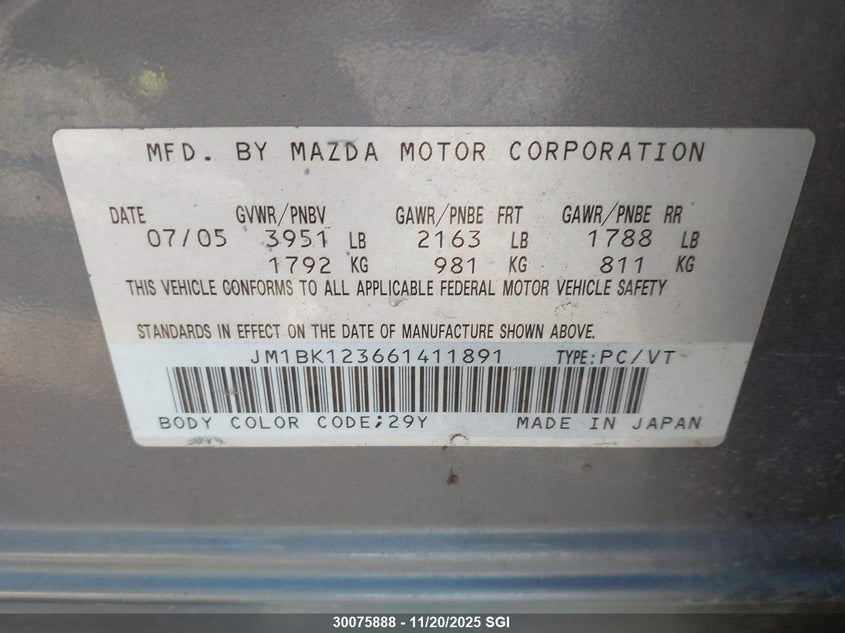 MFD. BY MAZDA MOTOR CORPORATION
DATE GVWR/PNBV GAWR/PNBE FRT GAWR/PNBE RR
07/05 3951 LB 2163 LB 1788 LB
1792 KG 981 KG 811 KG
THIS VEHICLE CONFORMS TO ALL APPLICABLE FEDERAL MOTOR VEHICLE SAFETY
STANDARDS IN EFFECT ON THE DATE OF MANUFACTURE SHOWN ABOVE.
JM1BK123661411891 TYPE:PC/VT
BODY COLOR CODE;29Y MADE IN JAPAN
30075888 - 11/20/2025 SGI